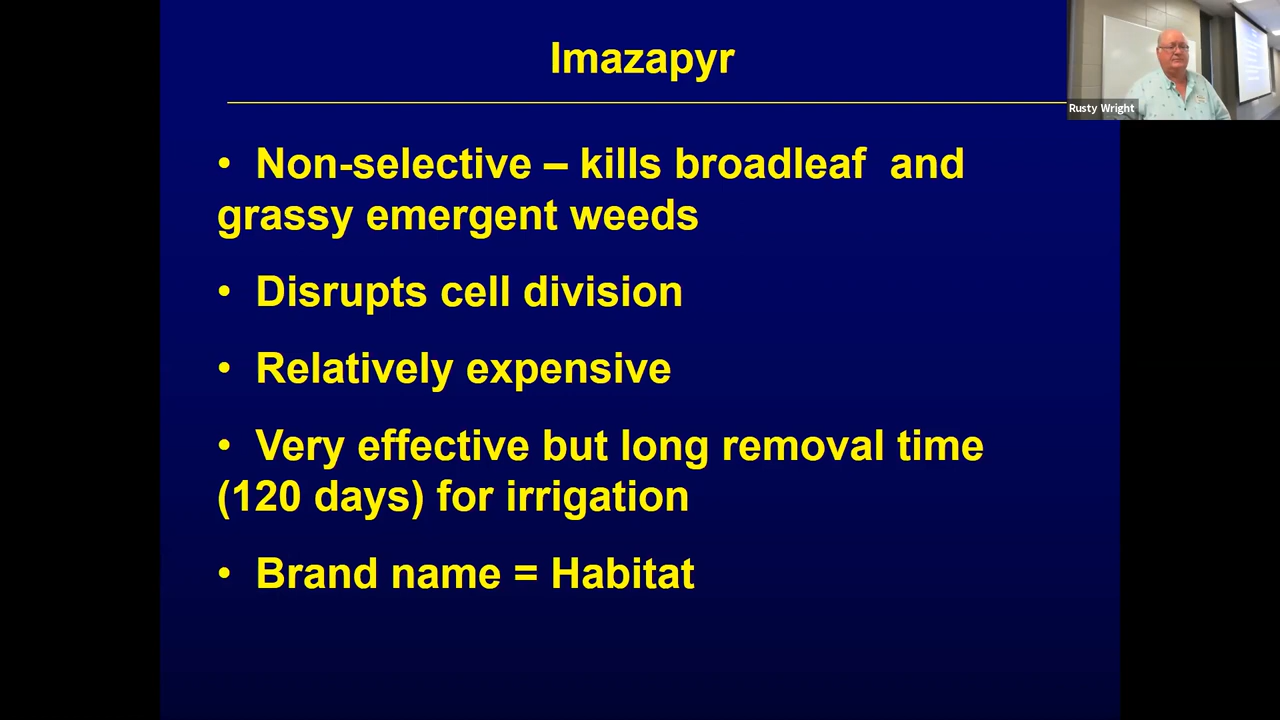 Imazapyr
Rusty Wright
• Non-selective – kills broadleaf and
grassy emergent weeds
• Disrupts cell division
• Relatively expensive
• Very effective but long removal time
(120 days) for irrigation
• Brand name = Habitat